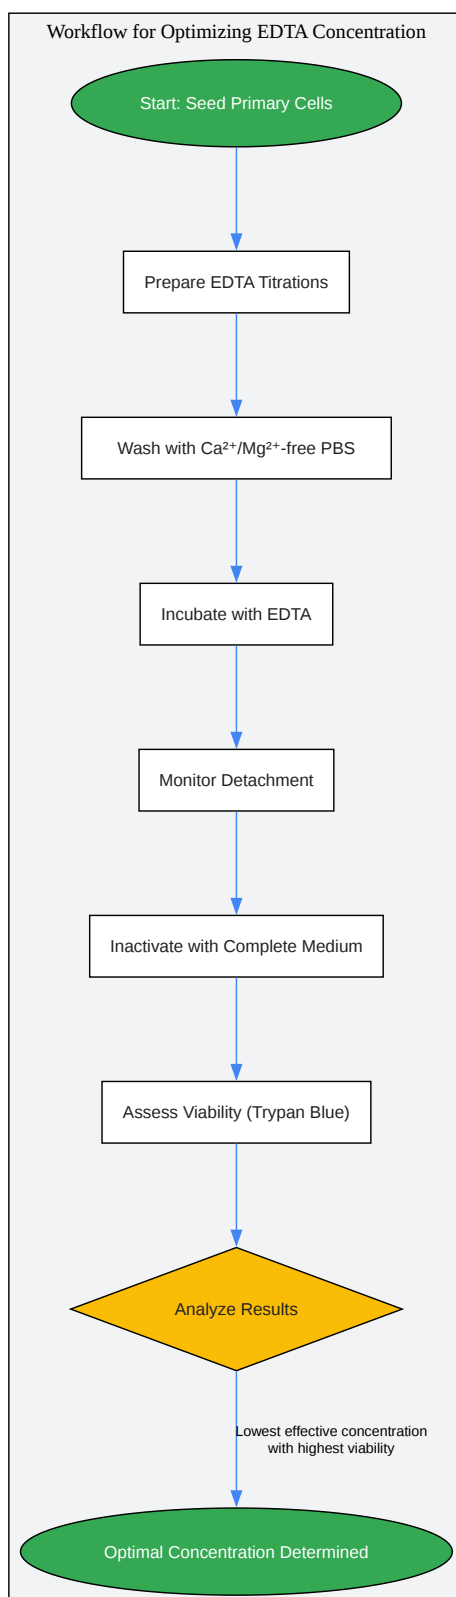 Workflow for Optimizing EDTA Concentration
Start: Seed Primary Cells
Prepare EDTA Titrations
Wash with Ca²⁺/Mg²⁺-free PBS
Incubate with EDTA
Monitor Detachment
Inactivate with Complete Medium
Assess Viability (Trypan Blue)
Analyze Results
Lowest effective concentration
with highest viability
Optimal Concentration Determined